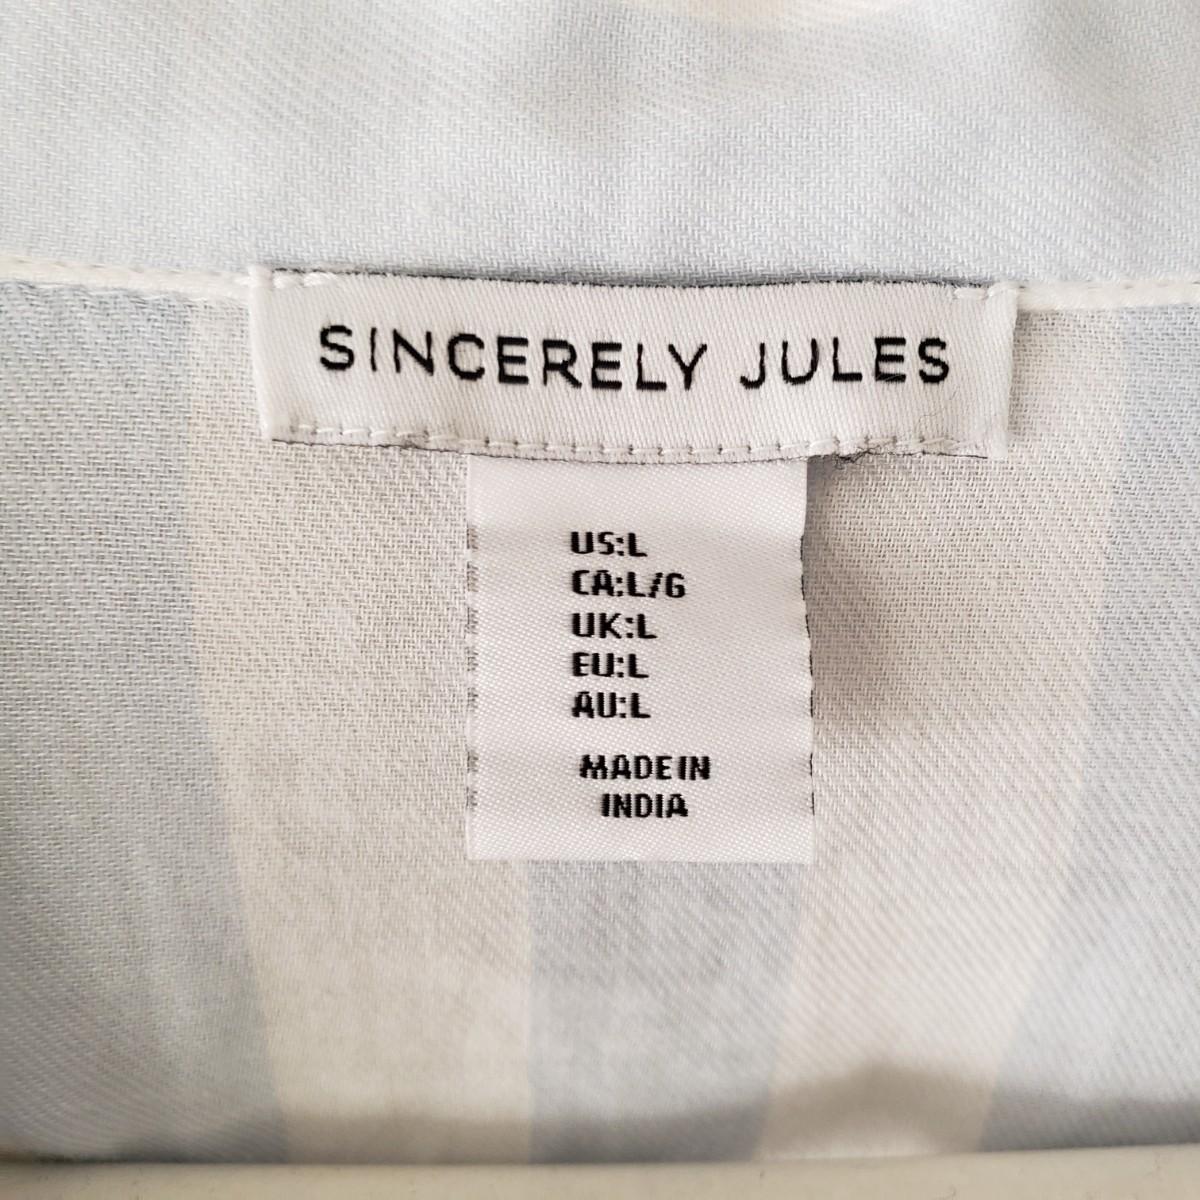 SINCERELY JULES
US:L
CA:L/G
UK:L
EU:L
AU:L
MADE IN
INDIA